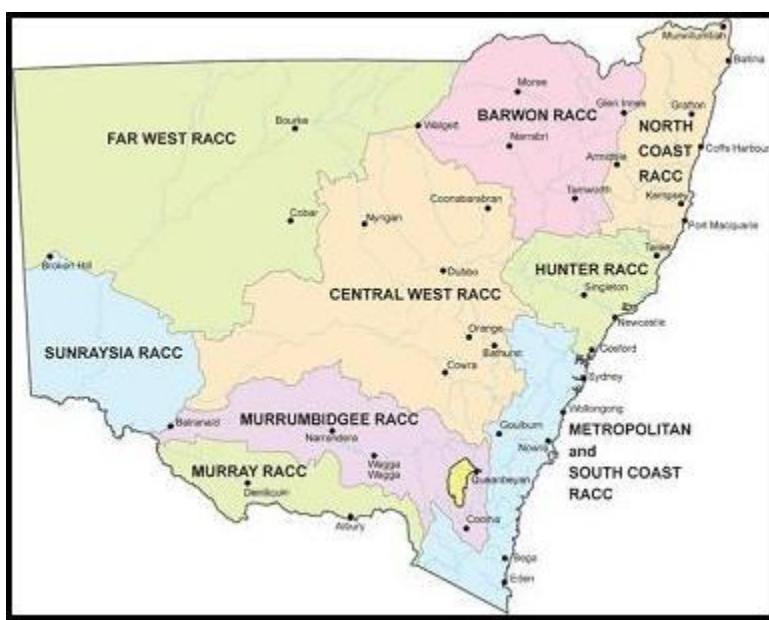 Murwillumbah
Ballina
Moree
Glen Innes
Grafton
BARWON RACC
NORTH
COAST
RACC
Bourke
Walgett
Narrabri
Coffs Harbour
FAR WEST RACC
Armidale
Tamworth
Kempsey
Coonabarabran
Cobar
Nyngan
Port Macquarie
Taree
Broken Hill
Dubbo
HUNTER RACC
Singleton
CENTRAL WEST RACC
Newcastle
Orange
Bathurst
Gosford
SUNRAYSIA RACC
Cowra
Sydney
Wollongong
Balranald
MURRUMBIDGEE RACC
Narrandera
Goulburn
Nowra
METROPOLITAN
and
SOUTH COAST
RACC
Wagga
Wagga
MURRAY RACC
Queanbeyan
Deniliquin
Albury
Cooma
Bega
Eden